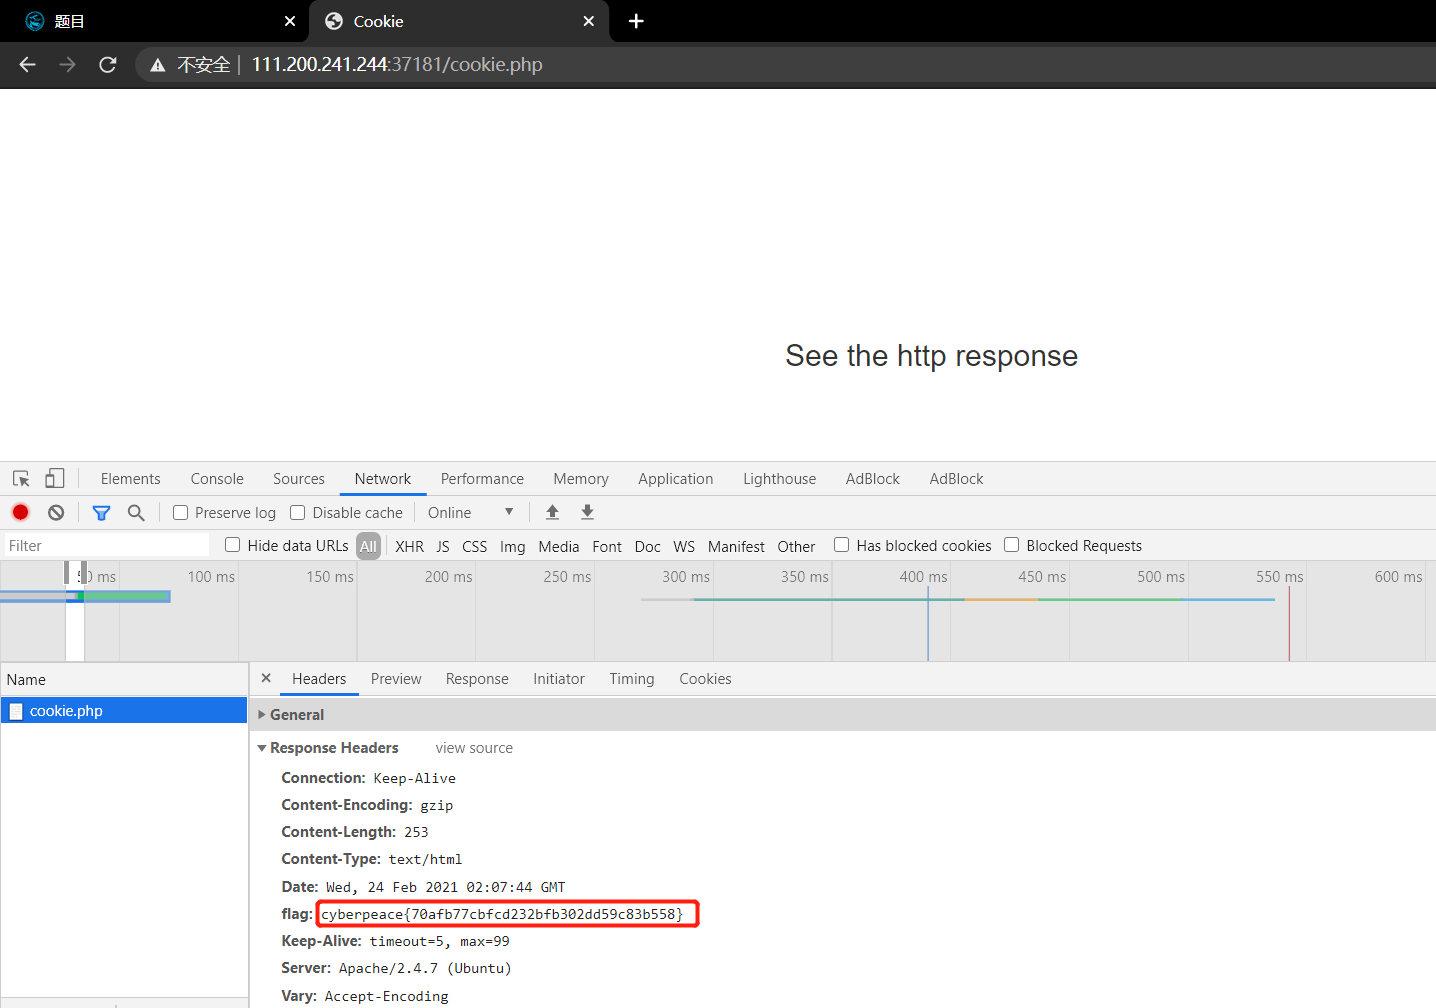 题目
Cookie
不安全 | 111.200.241.244:37181/cookie.php
See the http response
Elements Console Sources Network Performance Memory Application Lighthouse AdBlock AdBlock
Preserve log Disable cache Online
Filter Hide data URLs All XHR JS CSS Img Media Font Doc WS Manifest Other Has blocked cookies Blocked Requests
50 ms 100 ms 150 ms 200 ms 250 ms 300 ms 350 ms 400 ms 450 ms 500 ms 550 ms 600 ms
Name
Headers Preview Response Initiator Timing Cookies
cookie.php
General
Response Headers view source
Connection: Keep-Alive
Content-Encoding: gzip
Content-Length: 253
Content-Type: text/html
Date: Wed, 24 Feb 2021 02:07:44 GMT
flag: cyberpeace{70afb77cbfcd232bfb302dd59c83b558}
Keep-Alive: timeout=5, max=99
Server: Apache/2.4.7 (Ubuntu)
Vary: Accept-Encoding